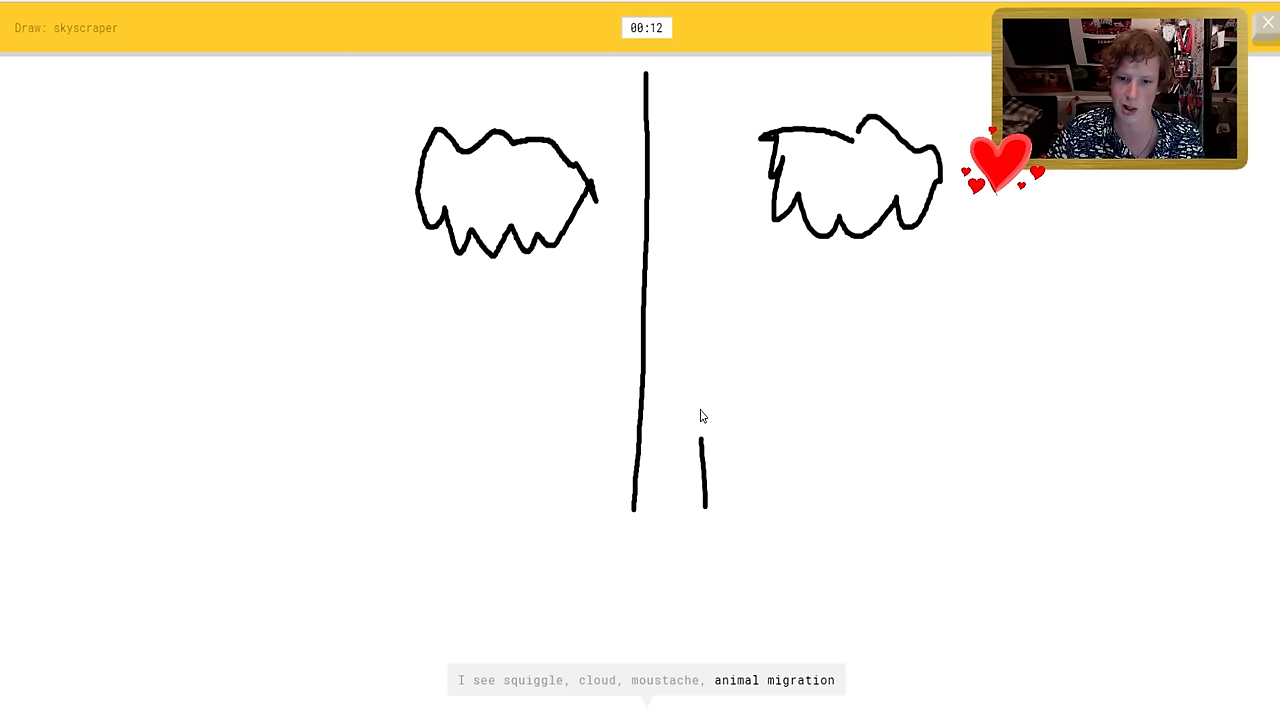 Draw: skyscraper
00:12
I see squiggle, cloud, moustache, animal migration